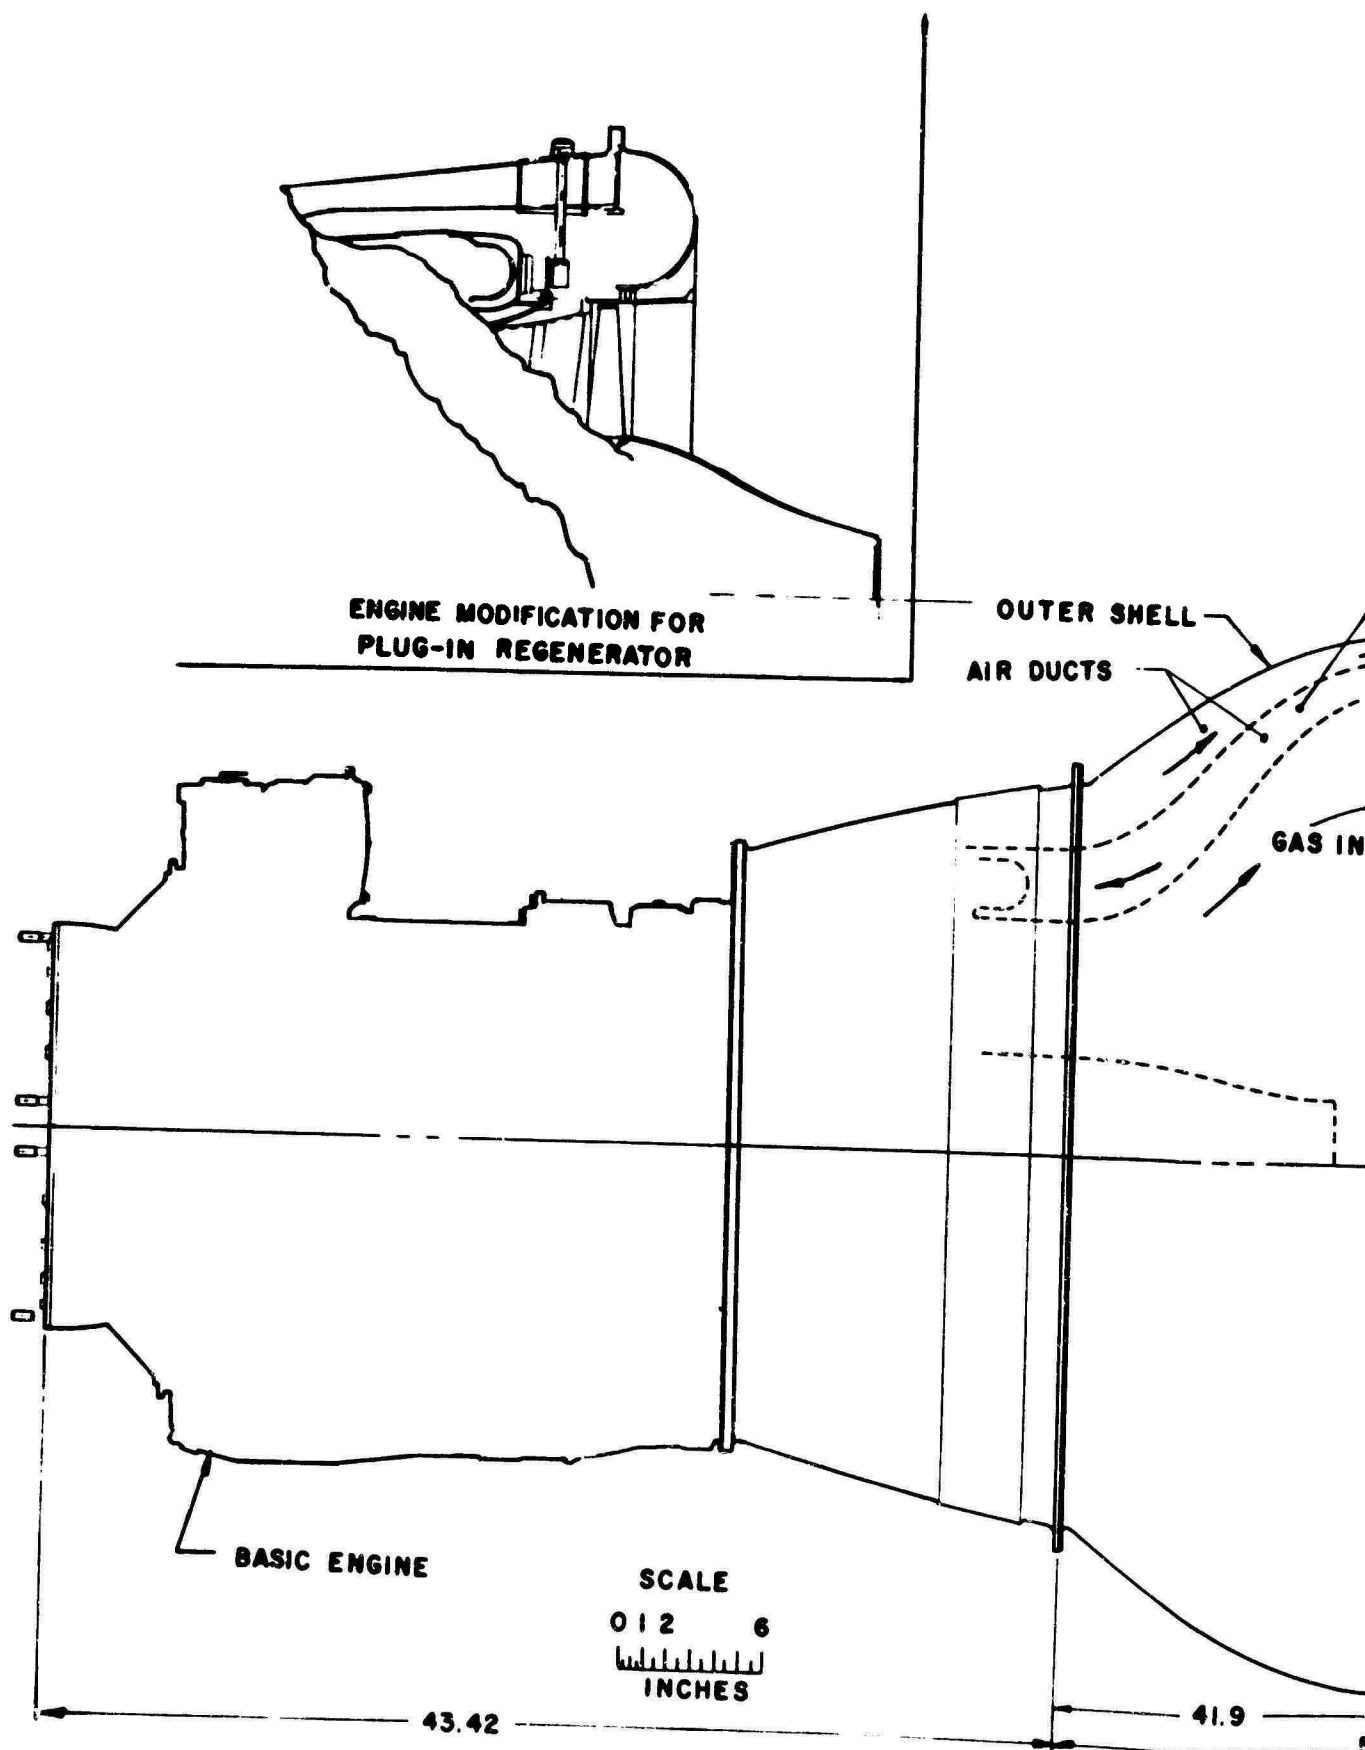 ENGINE MODIFICATION FOR
PLUG-IN REGENERATOR
OUTER SHELL
AIR DUCTS
GAS IN
BASIC ENGINE
SCALE
0 1 2 6
INCHES
43.42
41.9